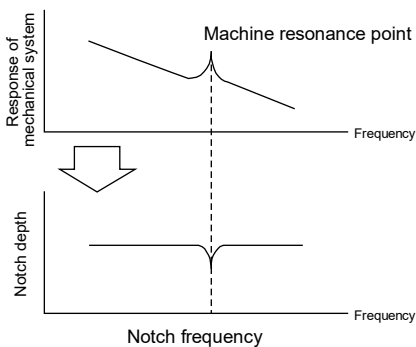 Machine resonance point
Response of
mechanical system
Frequency
Notch depth
Frequency
Notch frequency